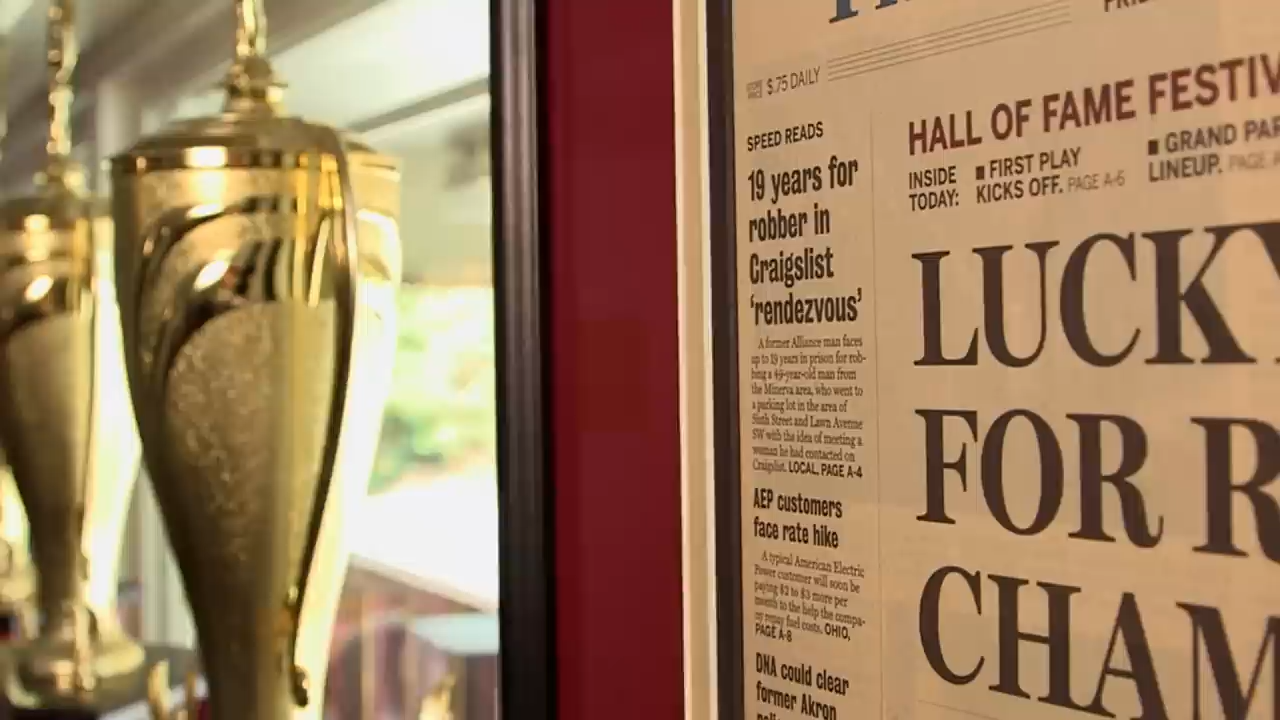 $.75 DAILY
SPEED READS
19 years for
robber in
Craigslist
'rendezvous'
A former Alliance man faces
up to 19 years in prison for rob-
bing a 49-year-old man from
the Minerva area, who went to
a parking lot in the area of
Sixth Street and Lawn Avenue
SW with the idea of meeting a
woman he had contacted on
Craigslist. LOCAL, PAGE A-4
AEP customers
face rate hike
A typical American Electric
Power customer will soon be
paying $2 to $3 more per
month to the help the compa-
ny repay fuel costs. OHIO,
PAGE A-8
DNA could clear
former Akron
HALL OF FAME FESTIV
INSIDE
TODAY:
■ FIRST PLAY
KICKS OFF. PAGE A-6
■ GRAND PAR
LINEUP. PAGE
LUCKY
FOR R
CHAM